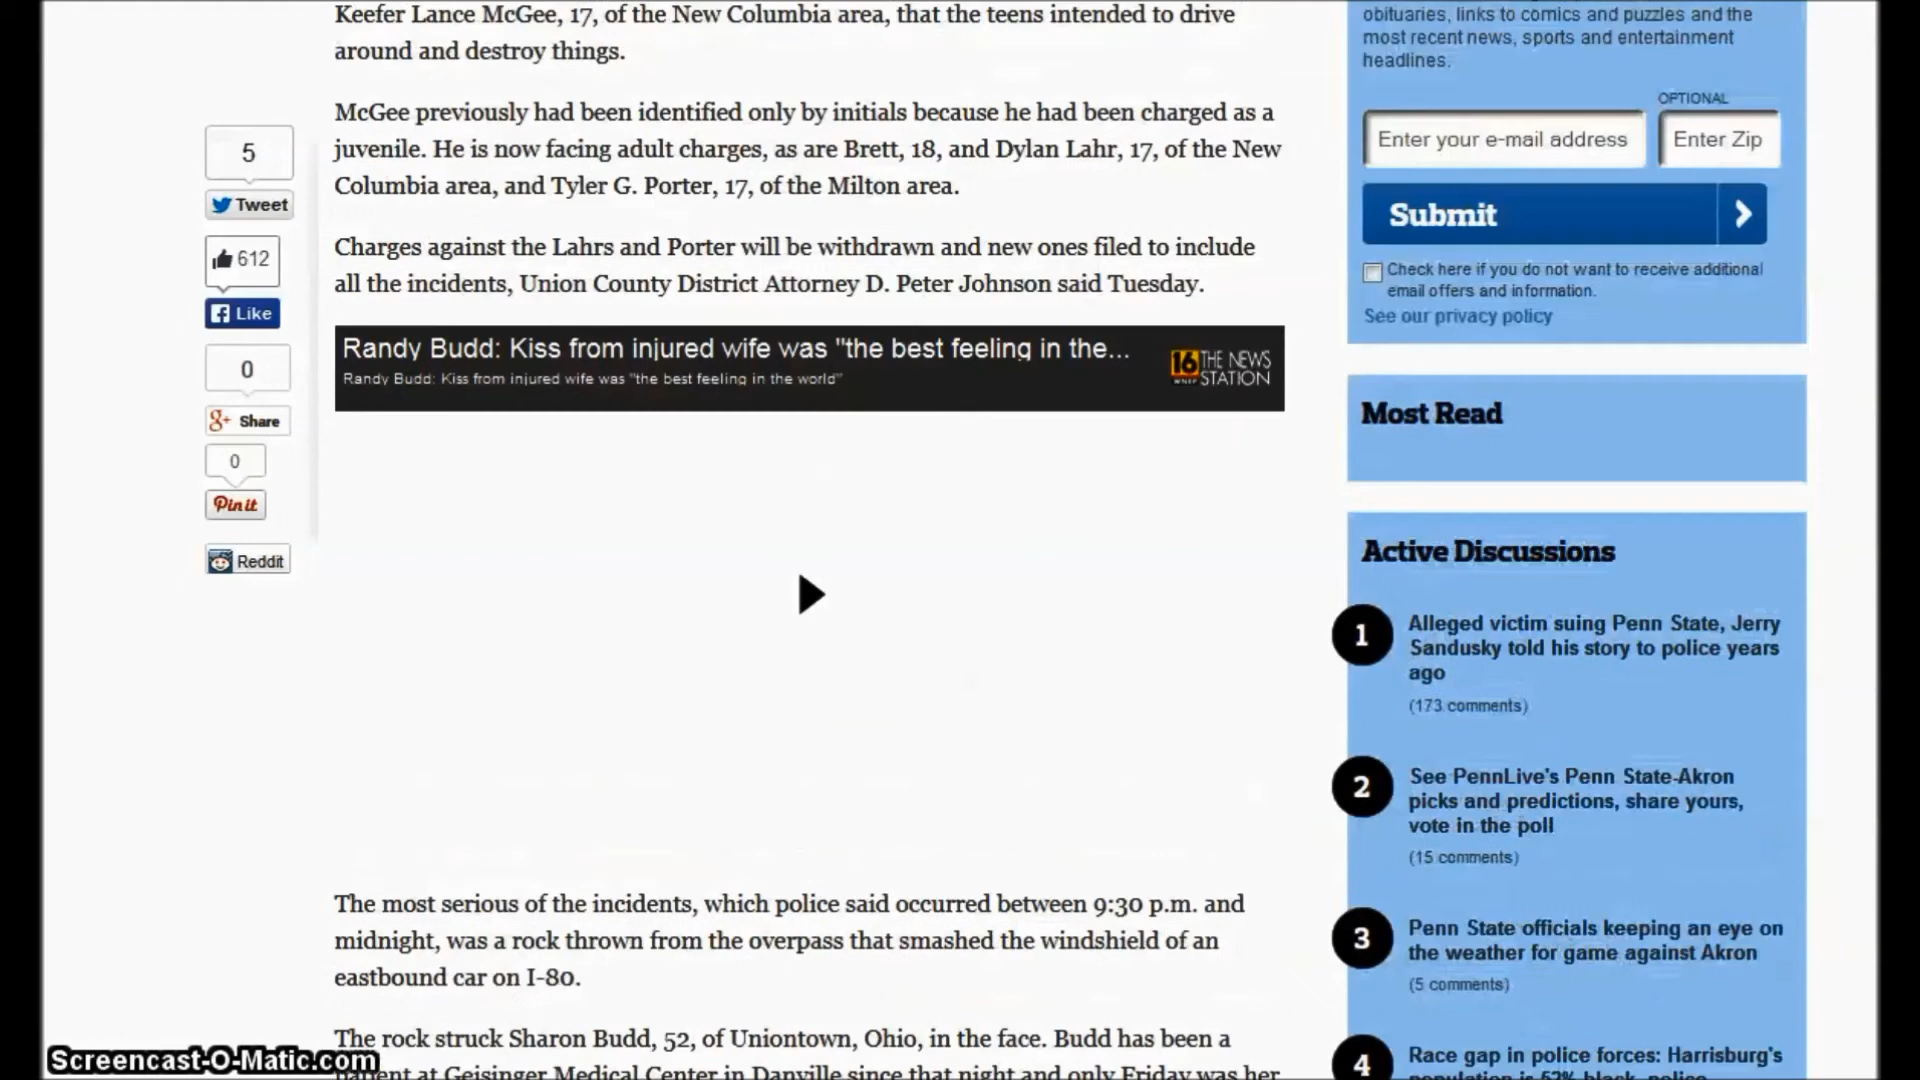 Keefer Lance McGee, 17, of the New Columbia area, that the teens intended to drive
around and destroy things.
McGee previously had been identified only by initials because he had been charged as a
juvenile. He is now facing adult charges, as are Brett, 18, and Dylan Lahr, 17, of the New
Columbia area, and Tyler G. Porter, 17, of the Milton area.
Charges against the Lahrs and Porter will be withdrawn and new ones filed to include
all the incidents, Union County District Attorney D. Peter Johnson said Tuesday.
5
Tweet
612
Like
0
Share
0
Pin it
Reddit
Randy Budd: Kiss from injured wife was "the best feeling in the...
Randy Budd: Kiss from injured wife was "the best feeling in the world"
16 THE NEWS
WNEP STATION
The most serious of the incidents, which police said occurred between 9:30 p.m. and
midnight, was a rock thrown from the overpass that smashed the windshield of an
eastbound car on I-80.
The rock struck Sharon Budd, 52, of Uniontown, Ohio, in the face. Budd has been a
patient at Geisinger Medical Center in Danville since that night and only Friday was her
obituaries, links to comics and puzzles and the
most recent news, sports and entertainment
headlines.
OPTIONAL
Enter your e-mail address
Enter Zip
Submit
Check here if you do not want to receive additional
email offers and information.
See our privacy policy
Most Read
Active Discussions
1
Alleged victim suing Penn State, Jerry
Sandusky told his story to police years
ago
(173 comments)
2
See PennLive's Penn State-Akron
picks and predictions, share yours,
vote in the poll
(15 comments)
3
Penn State officials keeping an eye on
the weather for game against Akron
(5 comments)
4
Race gap in police forces: Harrisburg's
population is 52% black, police
Screencast-O-Matic.com